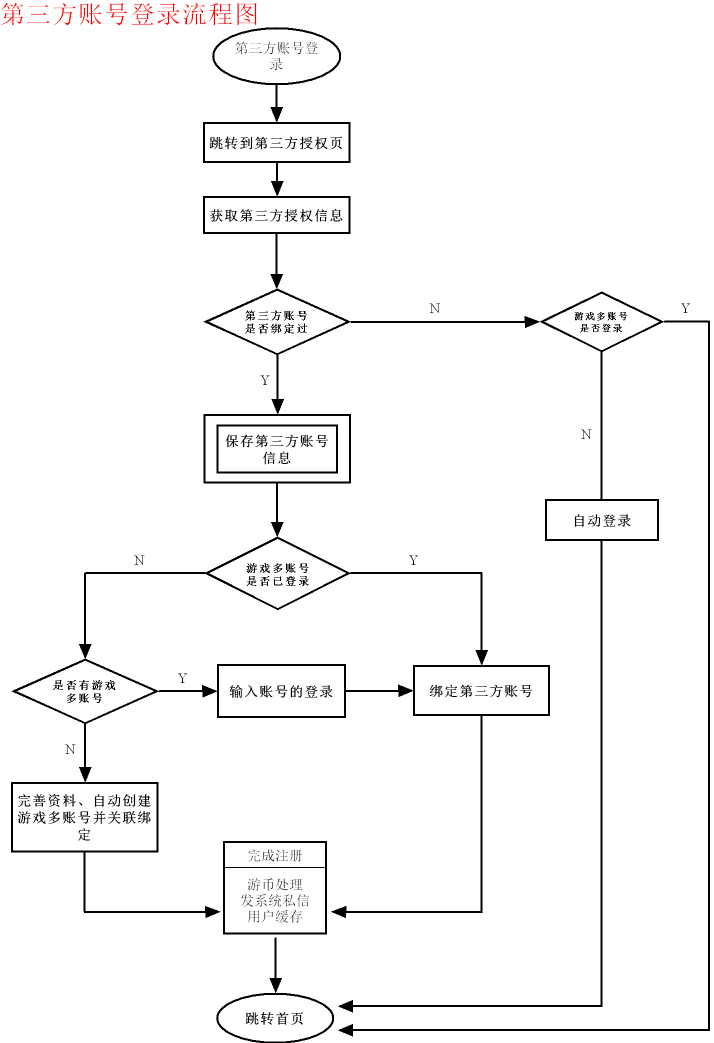 第三方账号登录流程图
第三方账号登
录
跳转到第三方授权页
获取第三方授权信息
第三方账号
是否绑定过
N
游戏多账号
是否登录
Y
Y
N
保存第三方账号
信息
自动登录
N
游戏多账号
是否已登录
Y
是否有游戏
多账号
Y
输入账号的登录
绑定第三方账号
N
完善资料、自动创建
游戏多账号并关联绑
定
完成注册
游币处理
发系统私信
用户缓存
跳转首页